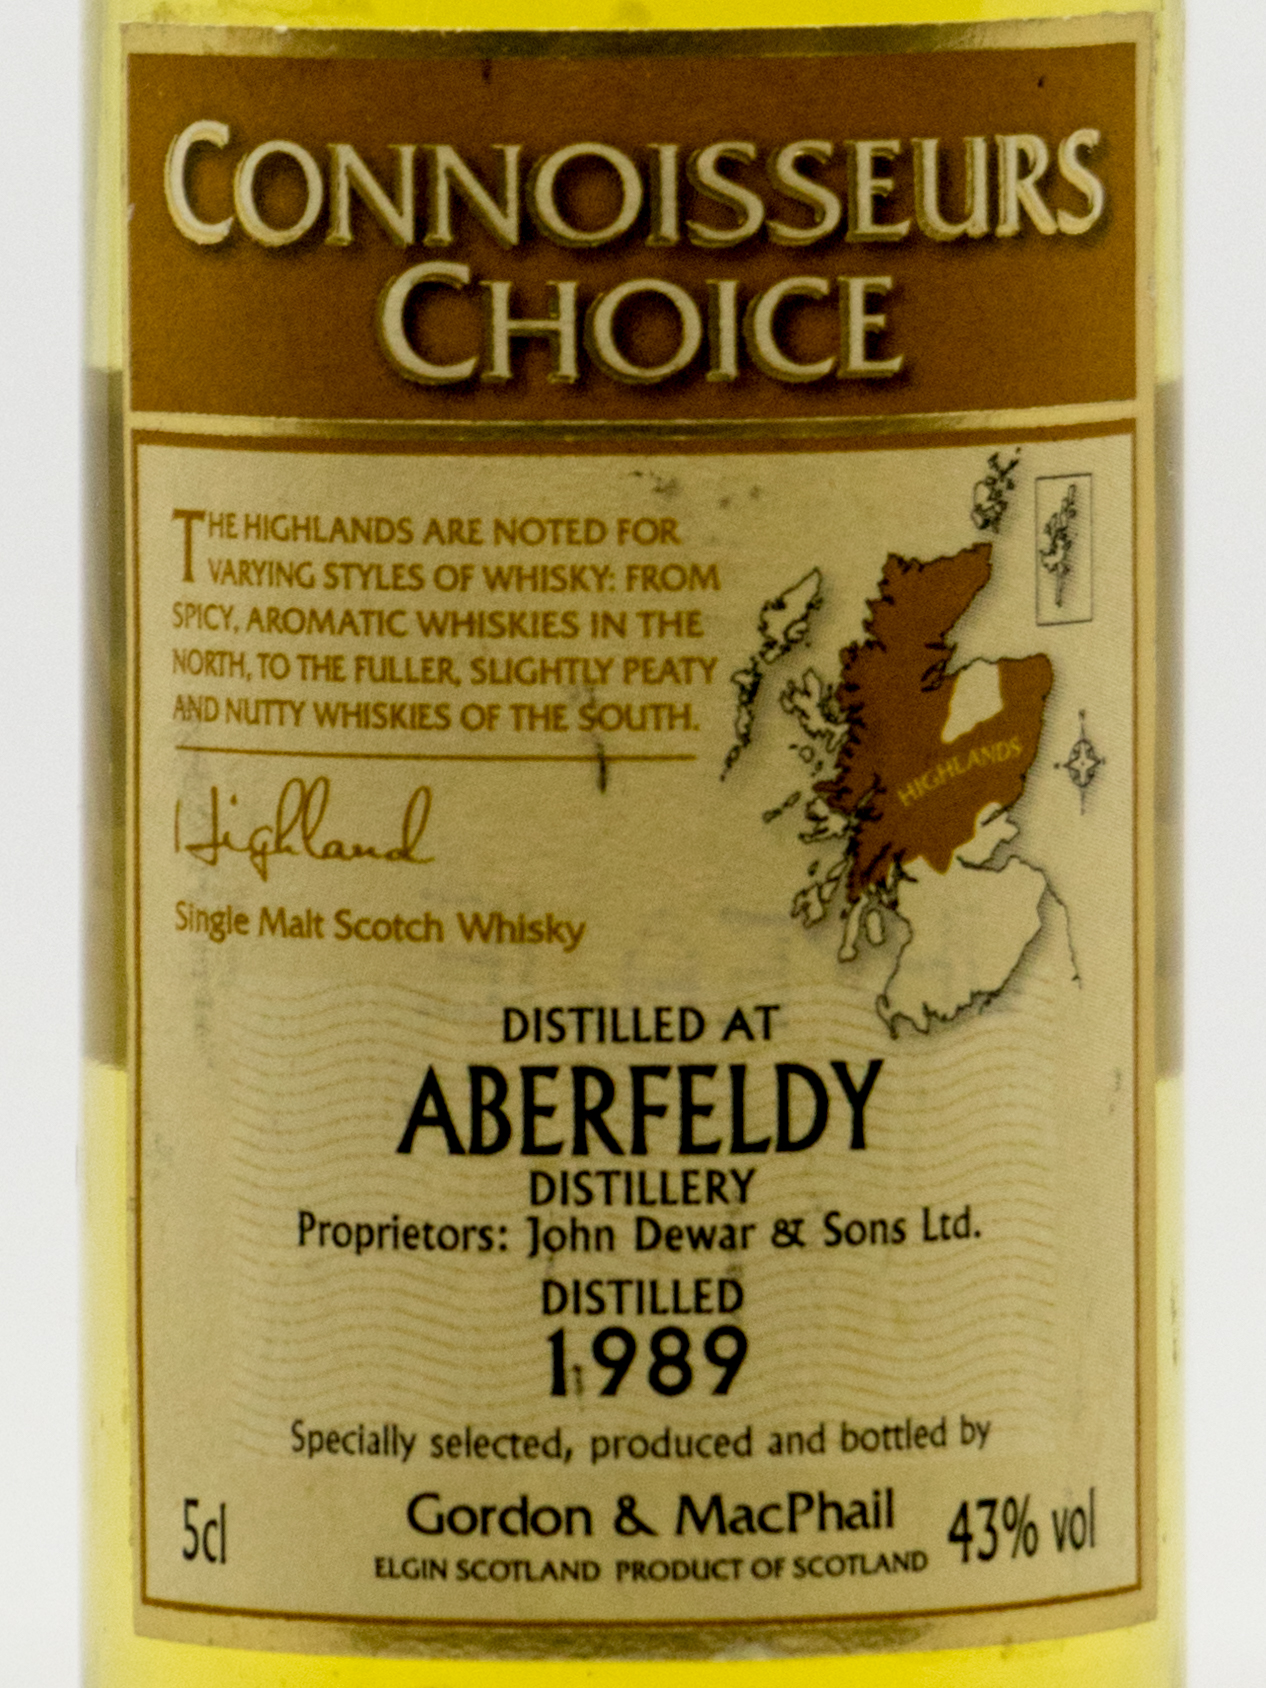 CONNOISSEURS
CHOICE
THE HIGHLANDS ARE NOTED FOR
VARYING STYLES OF WHISKY: FROM
SPICY, AROMATIC WHISKIES IN THE
NORTH, TO THE FULLER, SLIGHTLY PEATY
AND NUTTY WHISKIES OF THE SOUTH.
HIGHLANDS
Highland
Single Malt Scotch Whisky
DISTILLED AT
ABERFELDY
DISTILLERY
Proprietors: John Dewar & Sons Ltd.
DISTILLED
1989
Specially selected, produced and bottled by
5cl Gordon & MacPhail 43% vol
ELGIN SCOTLAND PRODUCT OF SCOTLAND